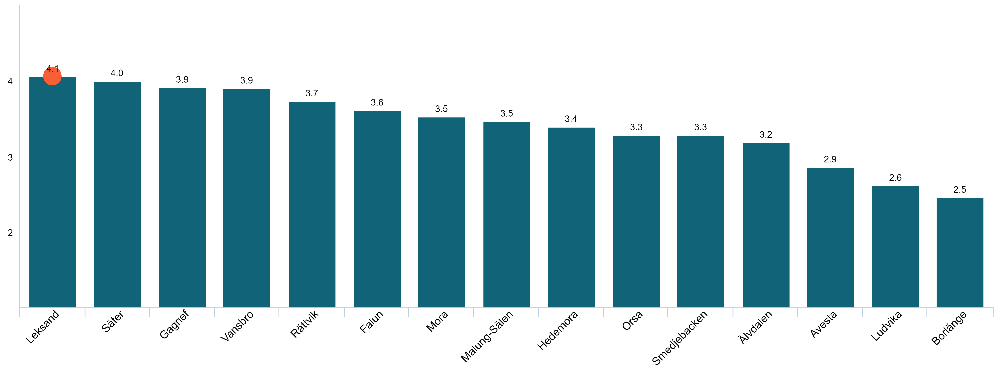 4.1
4.0
3.9
3.9
3.7
3.6
3.5
3.5
3.4
3.3
3.3
3.2
2.9
2.6
2.5
4
3
2
Leksand
Säter
Gagnef
Vansbro
Rättvik
Falun
Mora
Malung-Sälen
Hedemora
Orsa
Smedjebacken
Älvdalen
Avesta
Ludvika
Borlänge